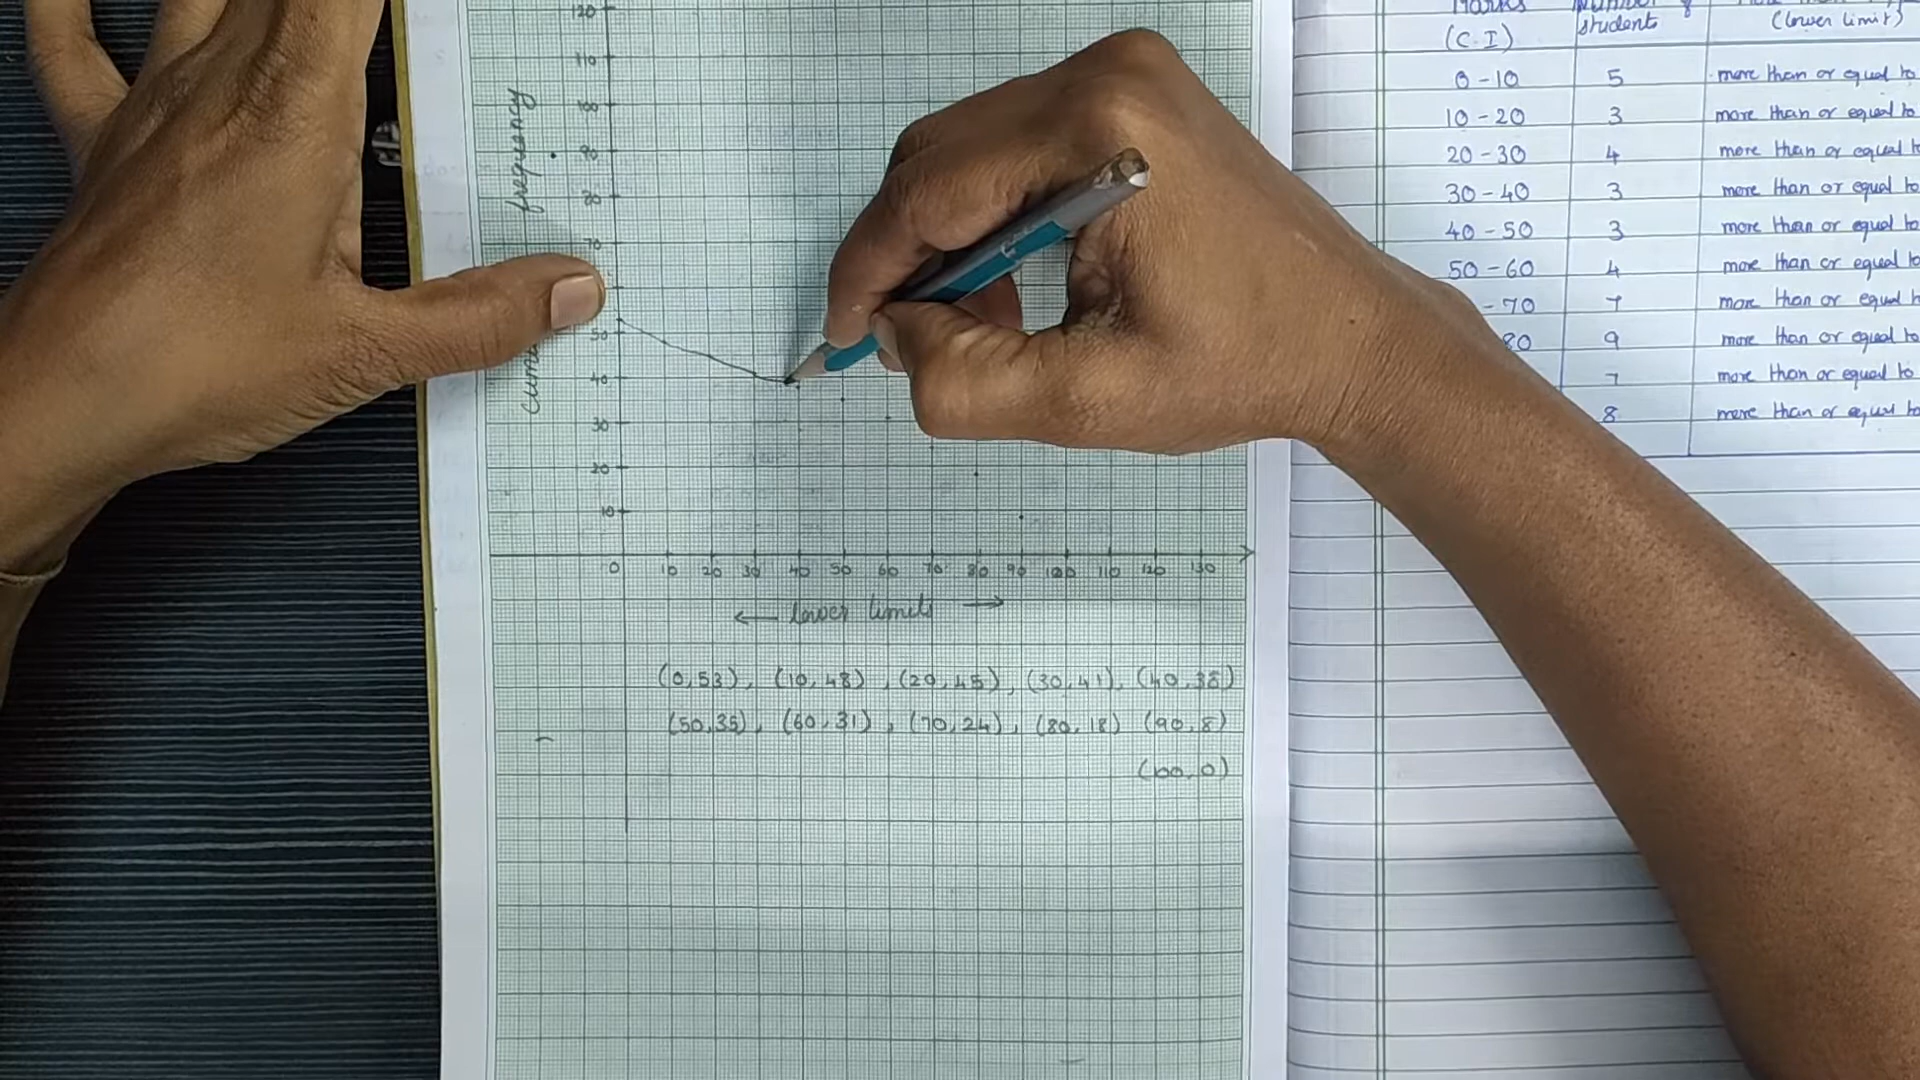 120
110
100
90
80
70
50
40
30
20
10
frequency
0 10 20 30 40 50 60 70 80 90 100 110 120 130
← lower limits →
(0,53), (10,48), (20,45), (30,41), (40,38)
(50,35), (60,31), (70,24), (80,18) (90,8)
(100,0)
Marks Number of
(C.I) students (lower limit)
0-10 5 more than or equal to
10-20 3 more than or equal to
20-30 4 more than or equal to
30-40 3 more than or equal to
40-50 3 more than or equal to
50-60 4 more than or equal to
-70 7 more than or equal to
80 9 more than or equal to
7 more than or equal to
8 more than or equal to